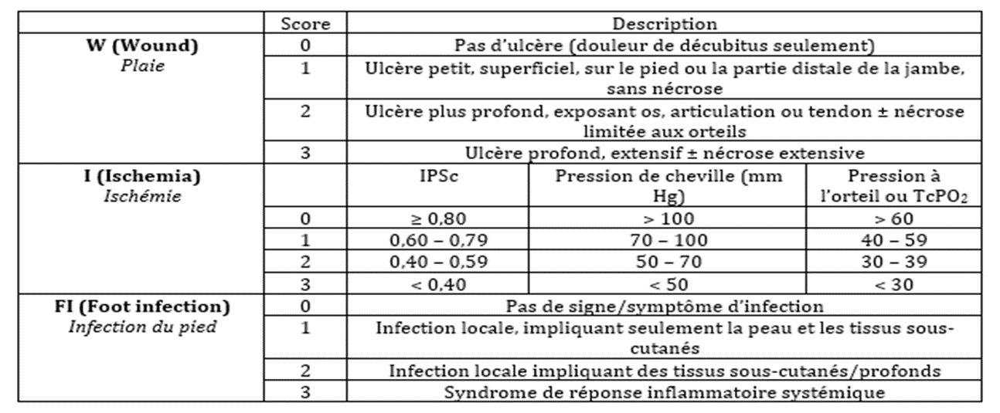 Score Description
W (Wound) 0 Pas d’ulcère (douleur de décubitus seulement)
Plaie 1 Ulcère petit, superficiel, sur le pied ou la partie distale de la jambe,
sans nécrose
2 Ulcère plus profond, exposant os, articulation ou tendon ± nécrose
limitée aux orteils
3 Ulcère profond, extensif ± nécrose extensive
I (Ischemia) IPSc Pression de cheville (mm Pression à
Ischémie Hg) l’orteil ou TcPO₂
0 ≥ 0,80 > 100 > 60
1 0,60 – 0,79 70 – 100 40 – 59
2 0,40 – 0,59 50 – 70 30 – 39
3 < 0,40 < 50 < 30
FI (Foot infection) 0 Pas de signe/symptôme d’infection
Infection du pied 1 Infection locale, impliquant seulement la peau et les tissus sous-
cutanés
2 Infection locale impliquant des tissus sous-cutanés/profonds
3 Syndrome de réponse inflammatoire systémique